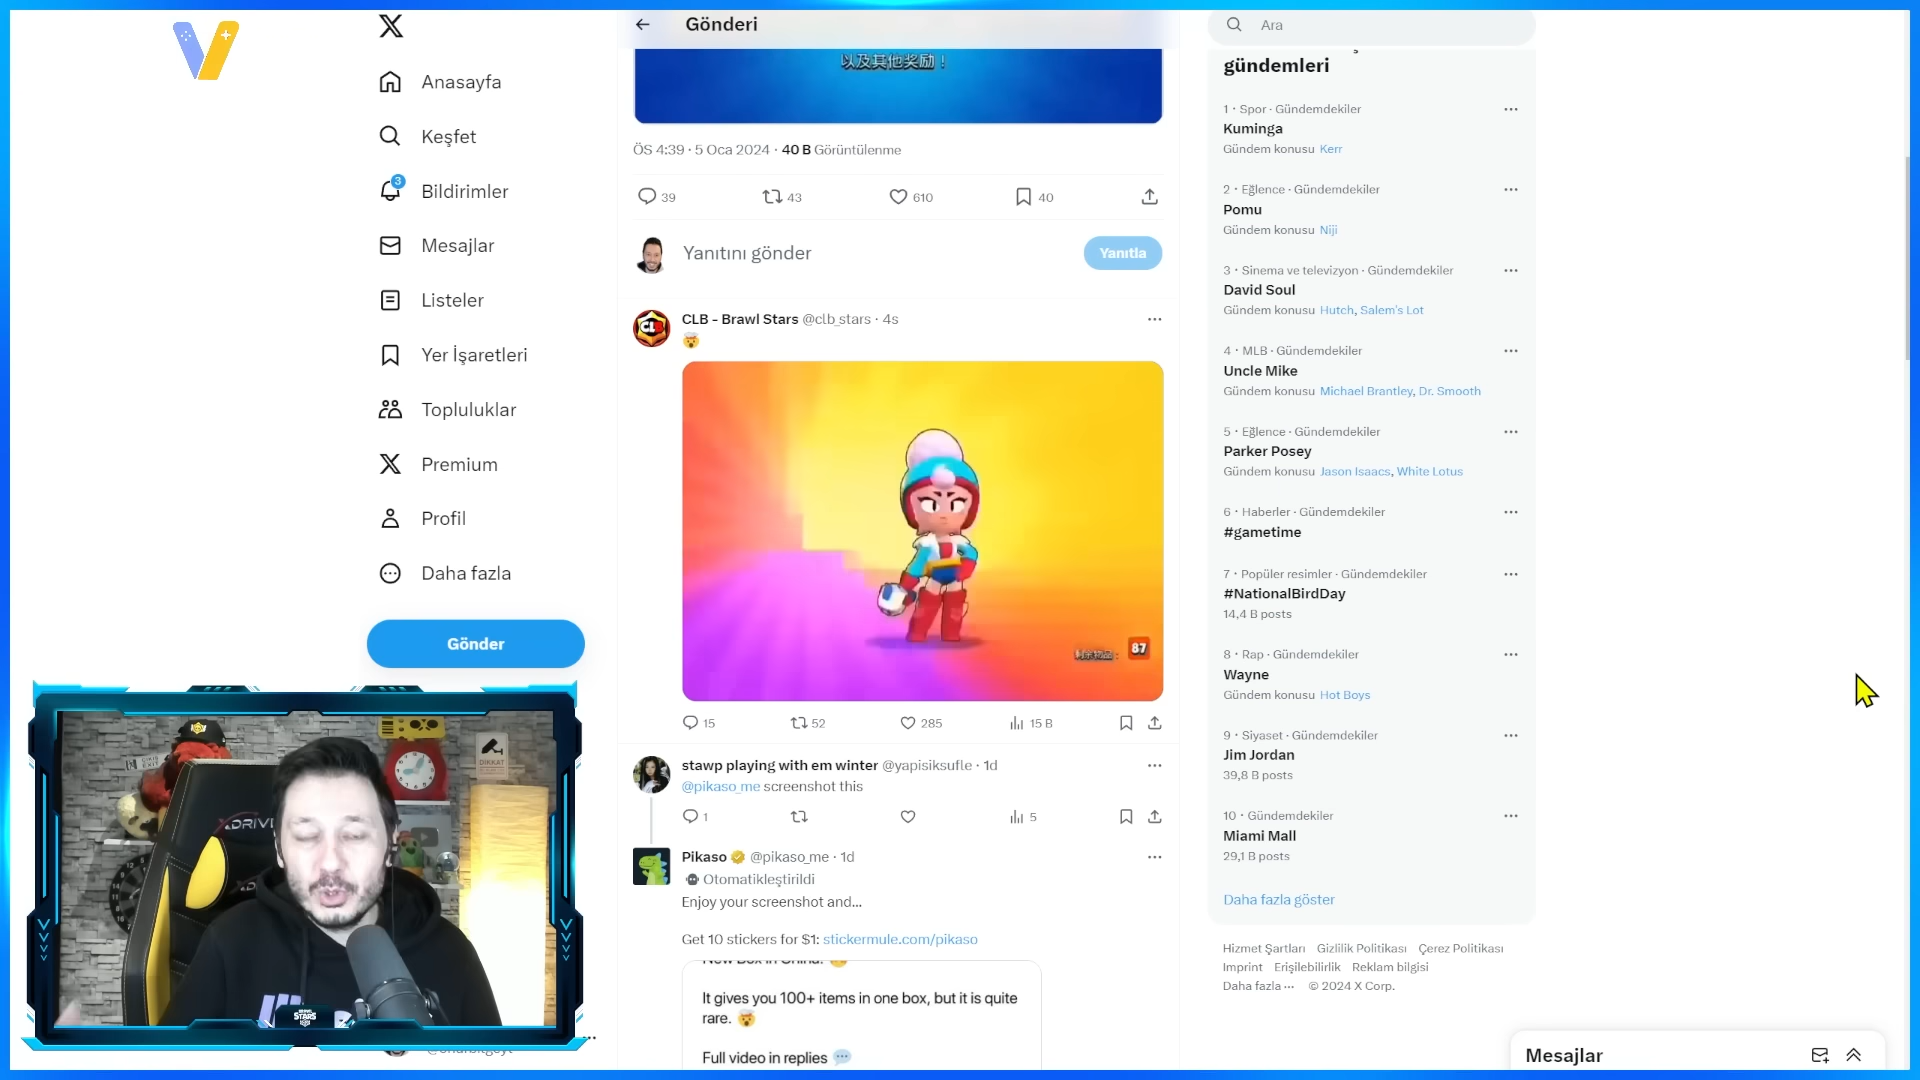 Anasayfa
Keşfet
3
Bildirimler
Mesajlar
Listeler
Yer İşaretleri
Topluluklar
Premium
Profil
Daha fazla
Gönder
Gönderi
以及其他奖励！
ÖS 4:39 · 5 Oca 2024 · 40 B Görüntülenme
39 43 610 40
Yanıtını gönder
Yanıtla
CLB - Brawl Stars @clb_stars · 4s
87
15 52 285 15 B
stawp playing with em winter @yapisiksufle · 1d
@pikaso_me screenshot this
1 5
Pikaso @pikaso_me · 1d
Otomatikleştirildi
Enjoy your screenshot and...
Get 10 stickers for $1: stickermule.com/pikaso
New Box in China!
It gives you 100+ items in one box, but it is quite
rare.
Full video in replies
Ara
gündemleri
1 · Spor · Gündemdekiler
Kuminga
Gündem konusu Kerr
2 · Eğlence · Gündemdekiler
Pomu
Gündem konusu Niji
3 · Sinema ve televizyon · Gündemdekiler
David Soul
Gündem konusu Hutch, Salem's Lot
4 · MLB · Gündemdekiler
Uncle Mike
Gündem konusu Michael Brantley, Dr. Smooth
5 · Eğlence · Gündemdekiler
Parker Posey
Gündem konusu Jason Isaacs, White Lotus
6 · Haberler · Gündemdekiler
#gametime
7 · Popüler resimler · Gündemdekiler
#NationalBirdDay
14,4 B posts
8 · Rap · Gündemdekiler
Wayne
Gündem konusu Hot Boys
9 · Siyaset · Gündemdekiler
Jim Jordan
39,8 B posts
10 · Gündemdekiler
Miami Mall
29,1 B posts
Daha fazla göster
Hizmet Şartları Gizlilik Politikası Çerez Politikası
Imprint Erişilebilirlik Reklam bilgisi
Daha fazla ··· © 2024 X Corp.
Mesajlar
XDRIVE
DİKKAT
BRAWL
STARS